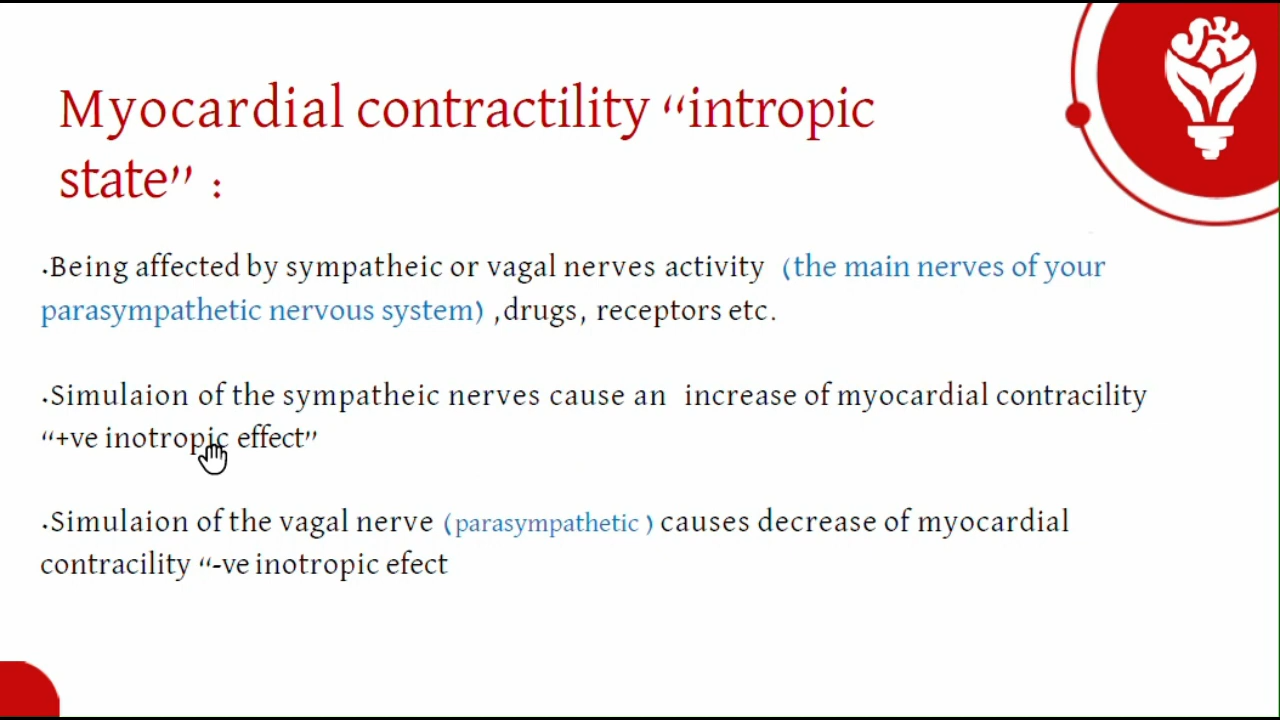 Myocardial contractility “intropic
state” :
.Being affected by sympatheic or vagal nerves activity (the main nerves of your
parasympathetic nervous system) ,drugs, receptors etc.
.Simulaion of the sympatheic nerves cause an increase of myocardial contracility
“+ve inotropic effect”
.Simulaion of the vagal nerve (parasympathetic ) causes decrease of myocardial
contracility “-ve inotropic efect